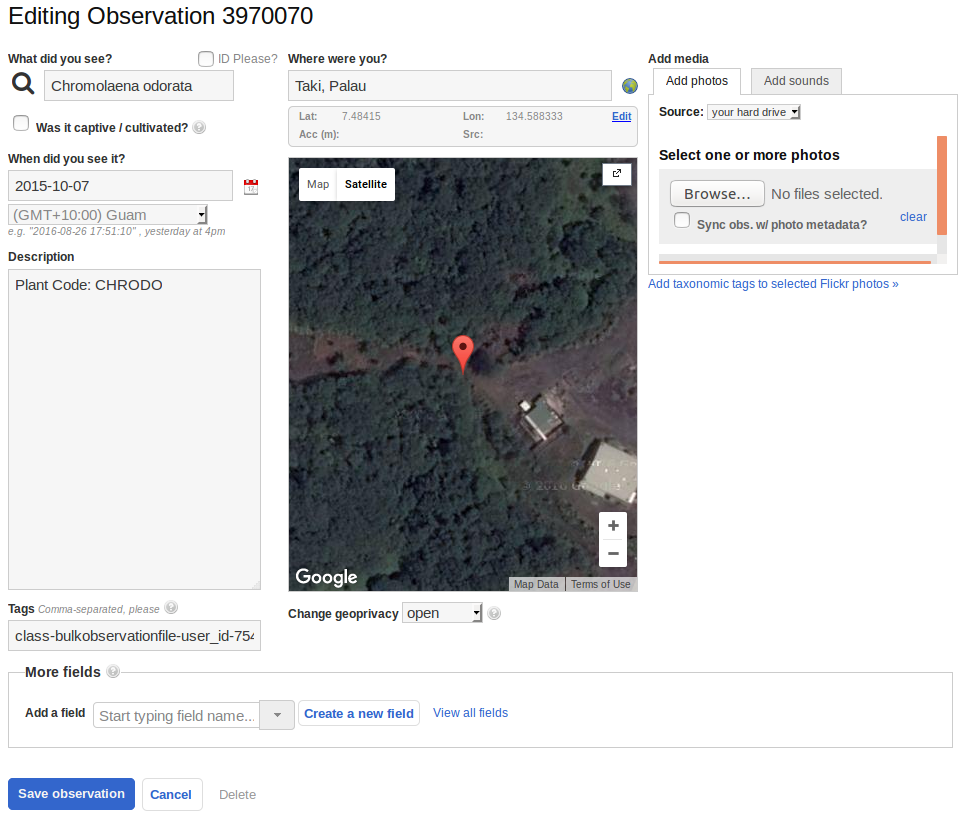 Editing Observation 3970070
What did you see?
ID Please?
Chromolaena odorata
Was it captive / cultivated?
When did you see it?
2015-10-07
(GMT+10:00) Guam
e.g. "2016-08-26 17:51:10" , yesterday at 4pm
Description
Plant Code: CHRODO
Tags Comma-separated, please
class-bulkobservationfile-user_id-754
Where were you?
Taki, Palau
Lat: 7.48415 Lon: 134.588333 Edit
Acc (m): Src:
Map Satellite
© 2016 Google
+
−
Google
Map Data Terms of Use
Change geoprivacy open
Add media
Add photos Add sounds
Source: your hard drive
Select one or more photos
Browse... No files selected.
clear
Sync obs. w/ photo metadata?
Add taxonomic tags to selected Flickr photos »
More fields
Add a field Start typing field name... Create a new field View all fields
Save observation Cancel Delete